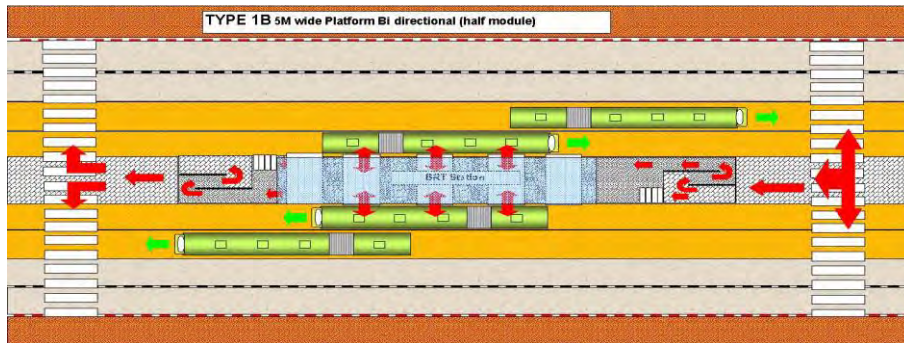 TYPE 1B 5M wide Platform Bi directional (half module)
BRT Station